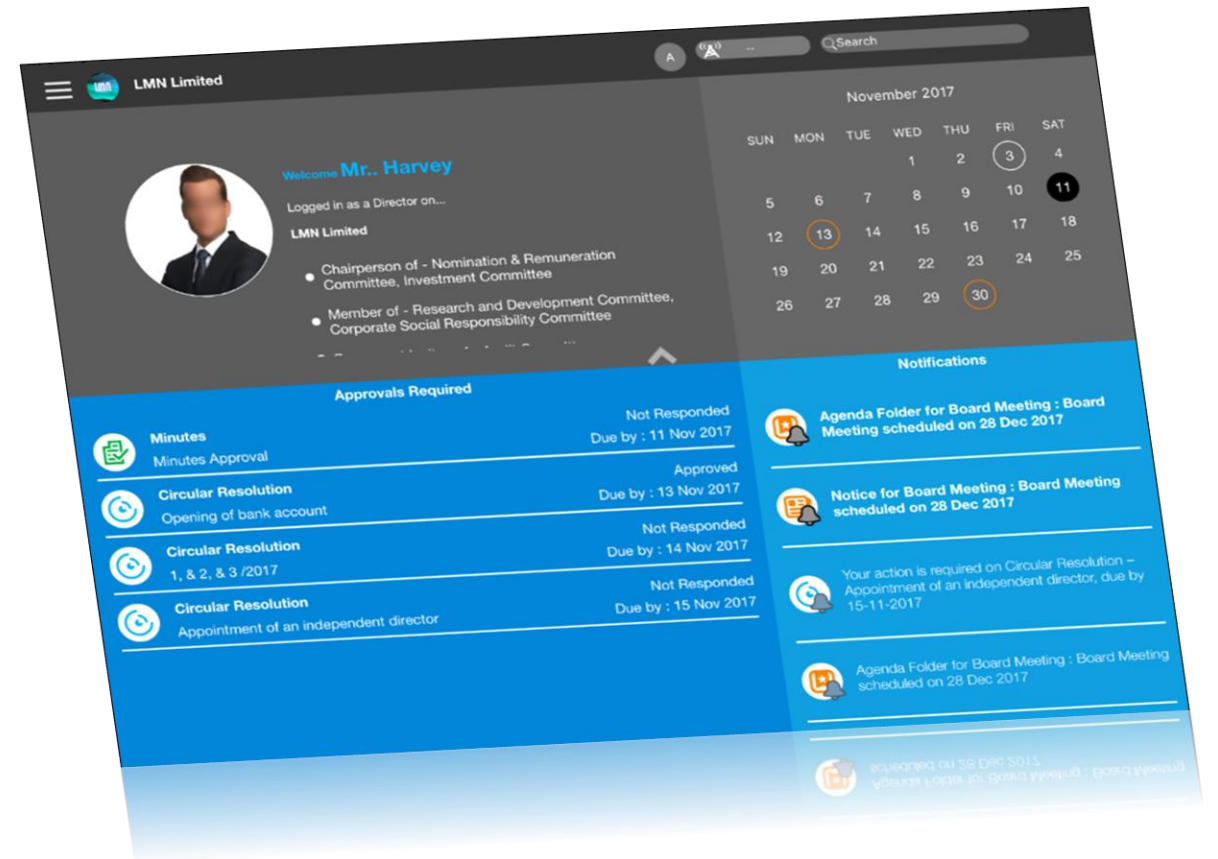 LMN LMN Limited
A
--
Search
Welcome Mr.. Harvey
Logged in as a Director on...
LMN Limited
Chairperson of - Nomination & Remuneration
Committee, Investment Committee
Member of - Research and Development Committee,
Corporate Social Responsibility Committee
November 2017
SUN MON TUE WED THU FRI SAT
1 2 3 4
5 6 7 8 9 10 11
12 13 14 15 16 17 18
19 20 21 22 23 24 25
26 27 28 29 30
Approvals Required
Minutes Not Responded
Minutes Approval Due by : 11 Nov 2017
Circular Resolution Approved
Opening of bank account Due by : 13 Nov 2017
Circular Resolution Not Responded
1, & 2, & 3 /2017 Due by : 14 Nov 2017
Circular Resolution Not Responded
Appointment of an independent director Due by : 15 Nov 2017
Notifications
Agenda Folder for Board Meeting : Board
Meeting scheduled on 28 Dec 2017
Notice for Board Meeting : Board Meeting
scheduled on 28 Dec 2017
Your action is required on Circular Resolution –
Appointment of an independent director, due by
15-11-2017
Agenda Folder for Board Meeting : Board Meeting
scheduled on 28 Dec 2017